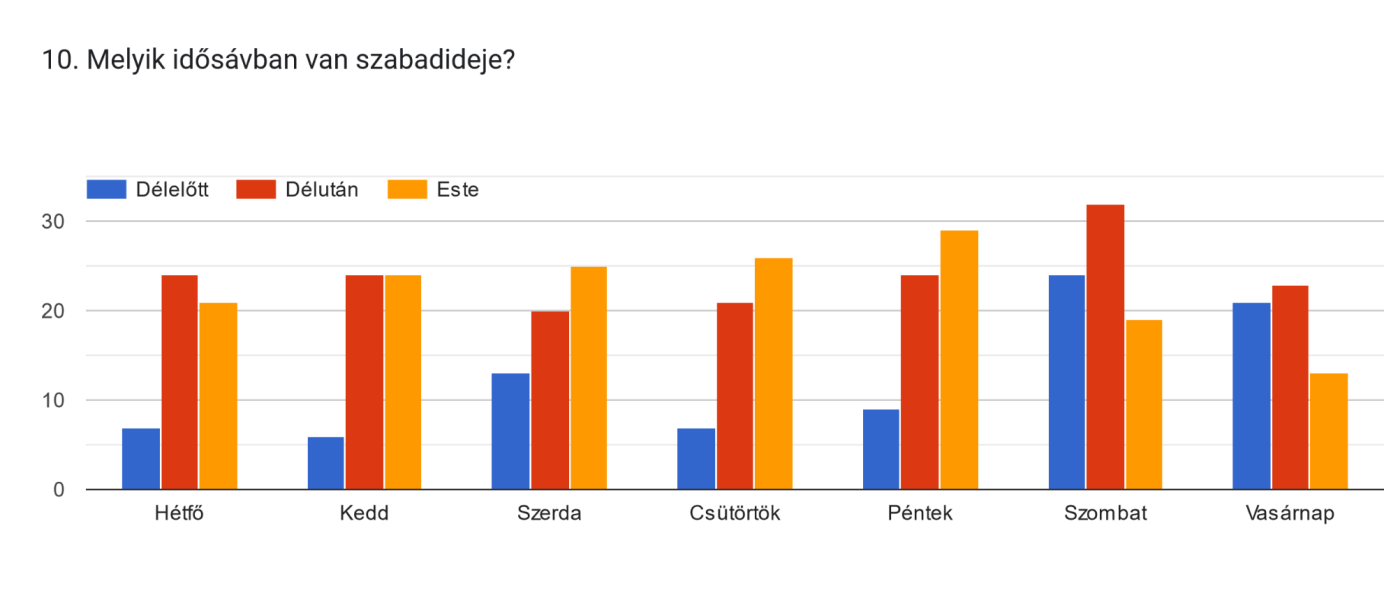 10. Melyik idősávban van szabadideje?
Délelőtt Délután Este
30
20
10
0
Hétfő Kedd Szerda Csütörtök Péntek Szombat Vasárnap